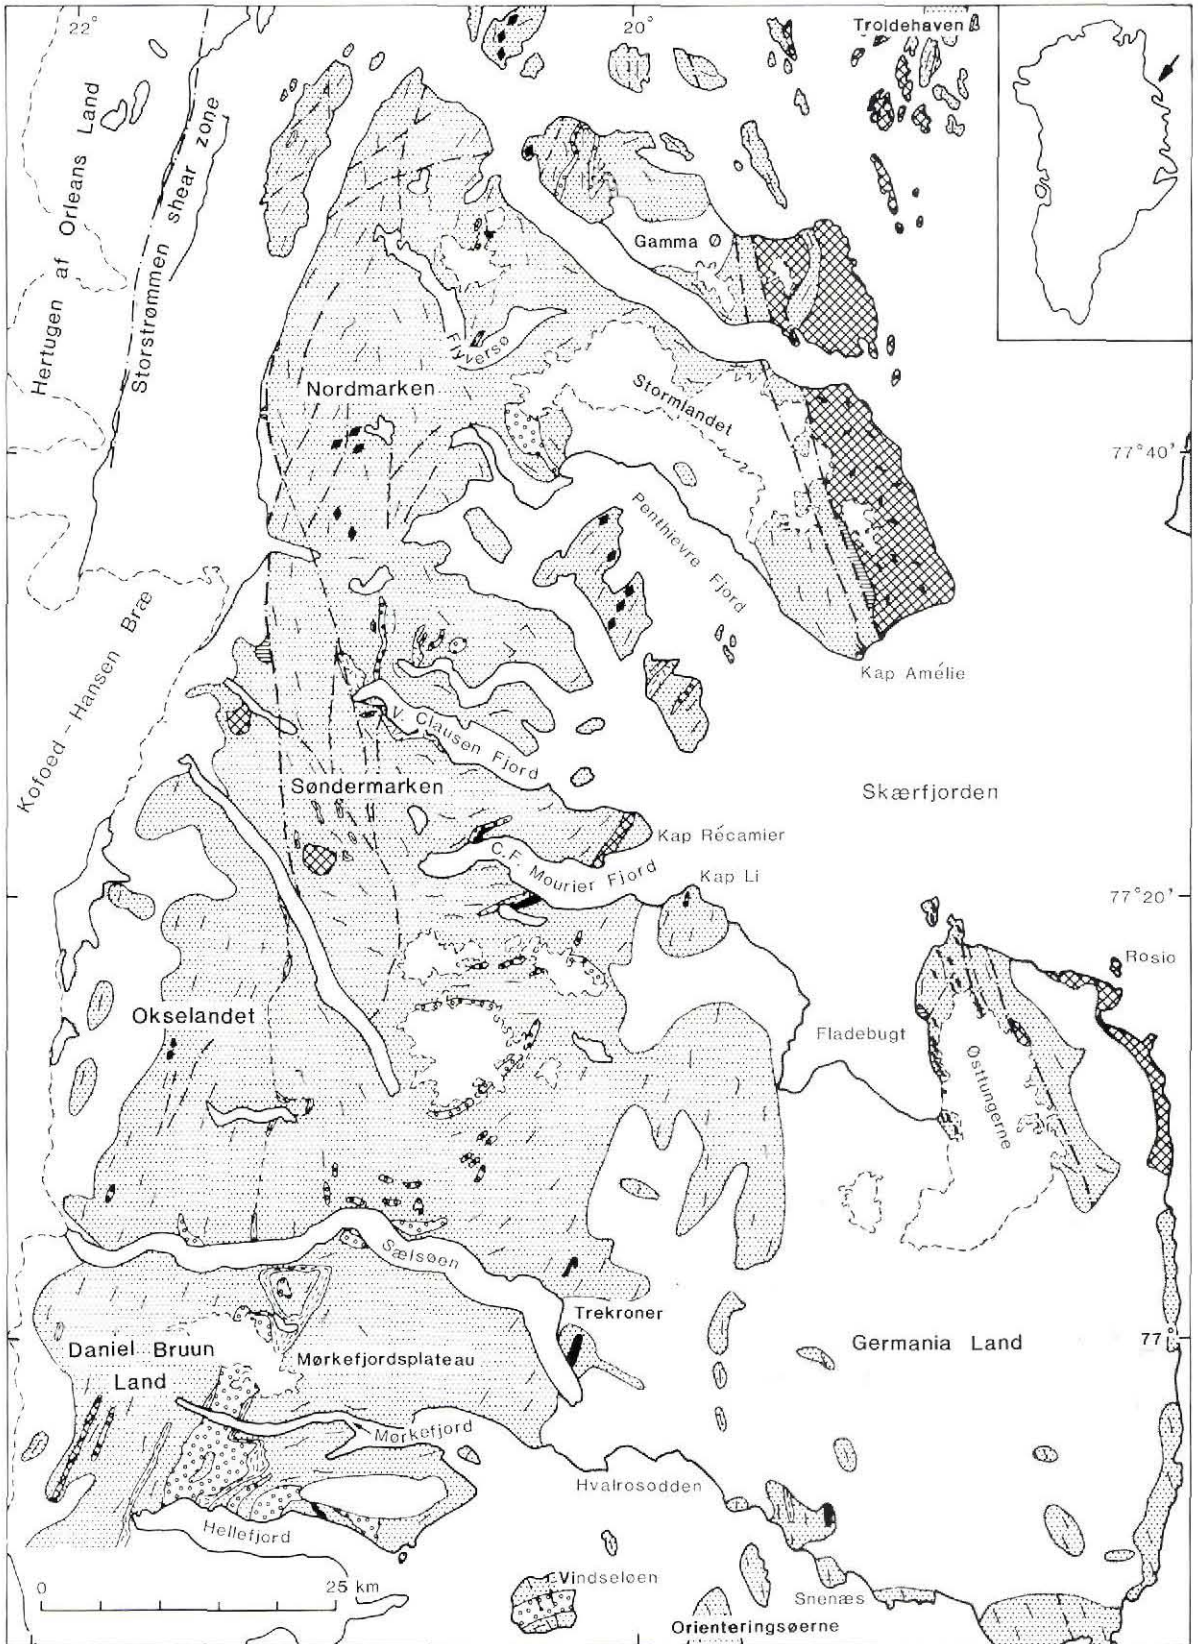 22°
20°
Troldehaven
Hertugen af Orleans Land
Storstrømmen shear zone
Gamma Ø
Flyversø
Nordmarken
Stormlandet
77°40'
Penthievre Fjord
Kofoed-Hansen Bræ
Kap Amélie
V. Clausen Fjord
Søndermarken
Skærfjorden
Kap Récamier
C.F. Mourier Fjord
Kap Li
77°20'
Rosio
Okselandet
Fladebugt
Østtungerne
Sælsøen
Trekroner
77
Daniel Bruun
Land
Mørkefjordsplateau
Germania Land
Mørkefjord
Hvalrosodden
Hellefjord
0 25 km
Vindseløen
Snenæs
Orienteringsøerne